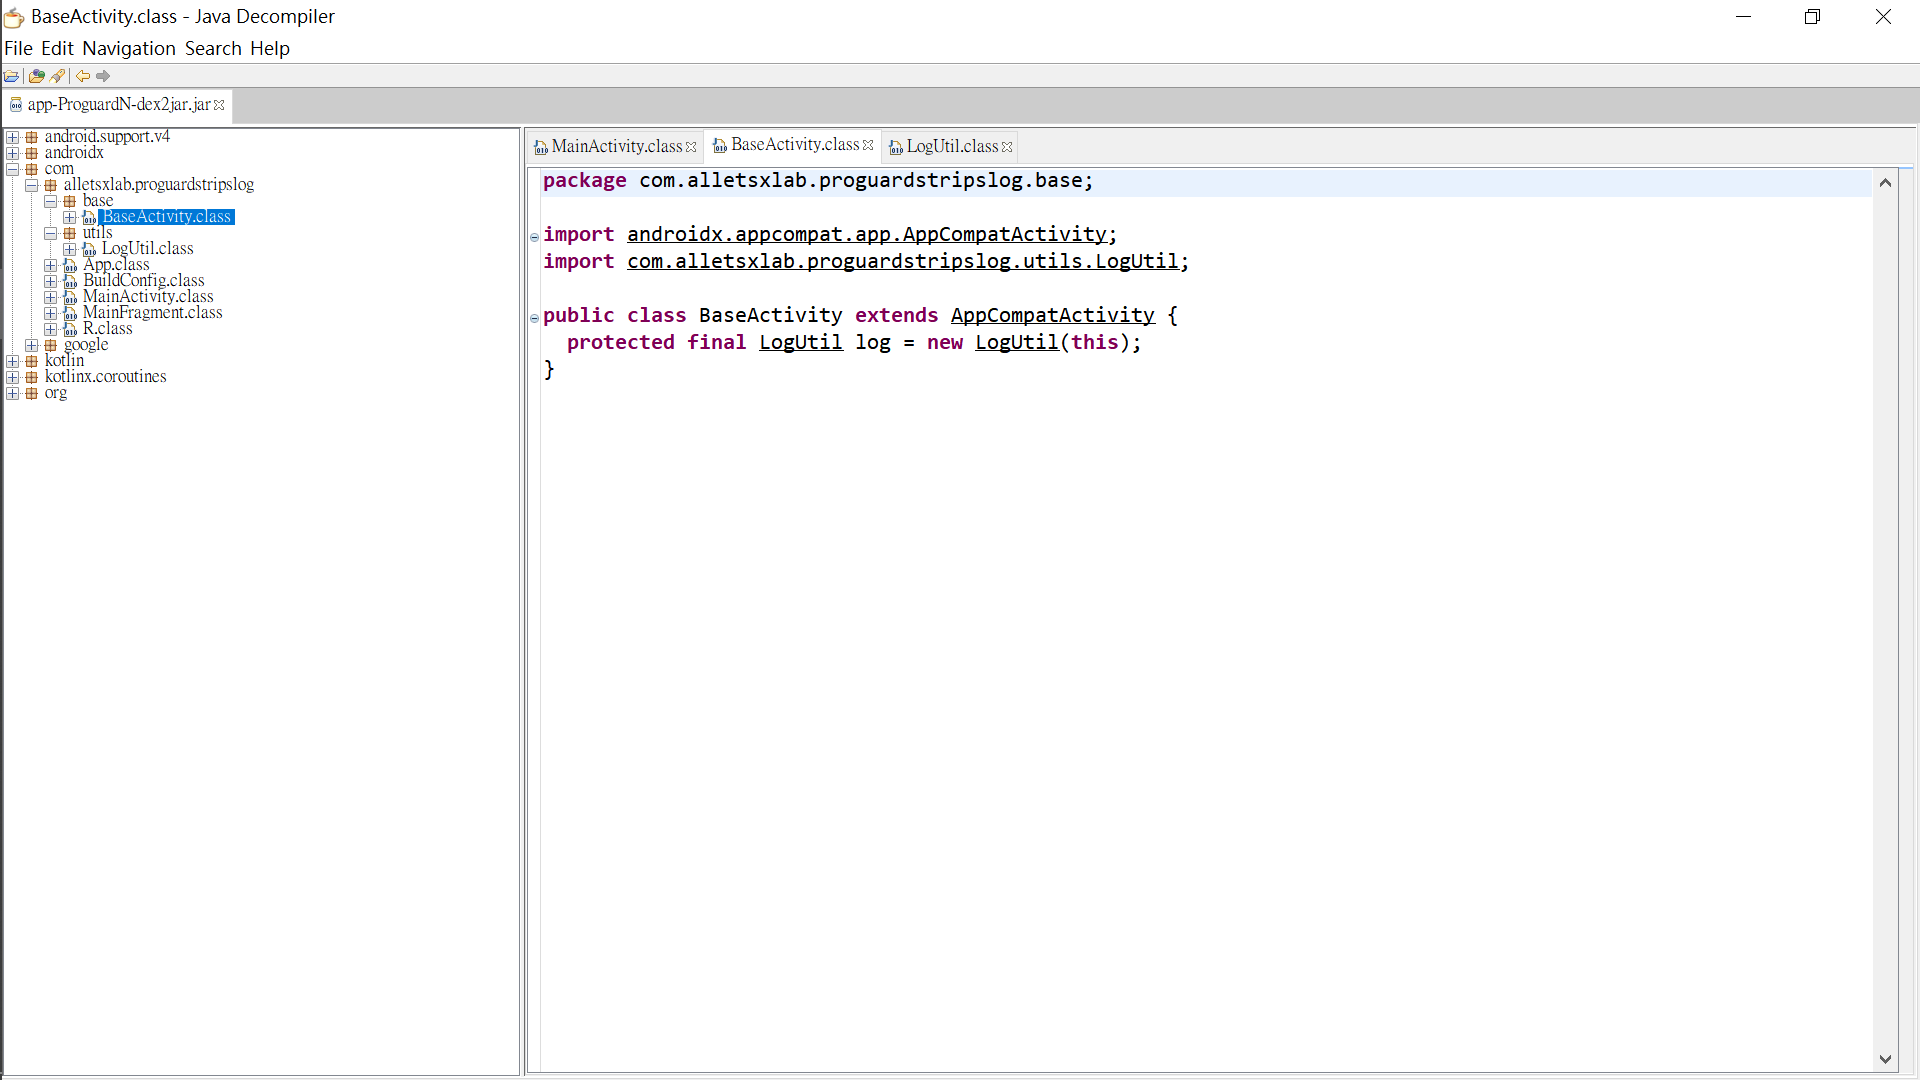 BaseActivity.class - Java Decompiler
File Edit Navigation Search Help
app-ProguardN-dex2jar.jar
android.support.v4
androidx
com
alletsxlab.proguardstripslog
base
BaseActivity.class
utils
LogUtil.class
App.class
BuildConfig.class
MainActivity.class
MainFragment.class
R.class
google
kotlin
kotlinx.coroutines
org
MainActivity.class BaseActivity.class LogUtil.class
package com.alletsxlab.proguardstripslog.base;
import androidx.appcompat.app.AppCompatActivity;
import com.alletsxlab.proguardstripslog.utils.LogUtil;
public class BaseActivity extends AppCompatActivity {
protected final LogUtil log = new LogUtil(this);
}